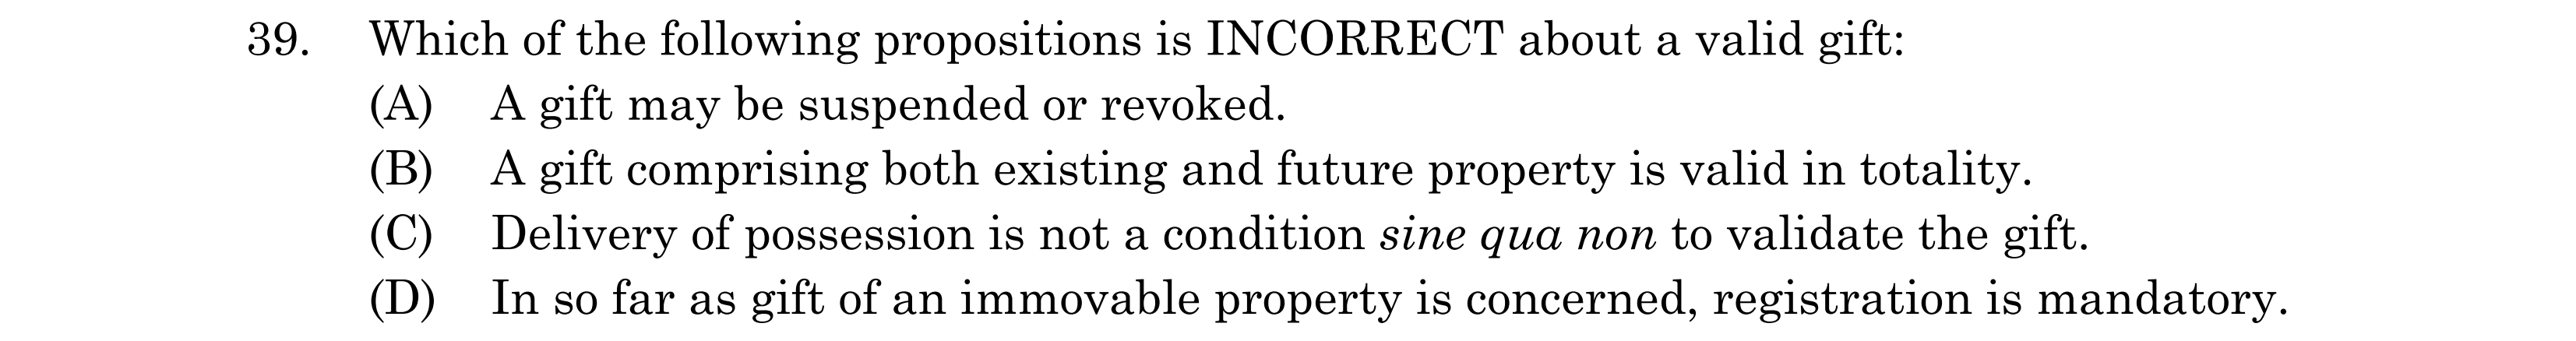 39. Which of the following propositions is INCORRECT about a valid gift:
(A) A gift may be suspended or revoked.
(B) A gift comprising both existing and future property is valid in totality.
(C) Delivery of possession is not a condition sine qua non to validate the gift.
(D) In so far as gift of an immovable property is concerned, registration is mandatory.